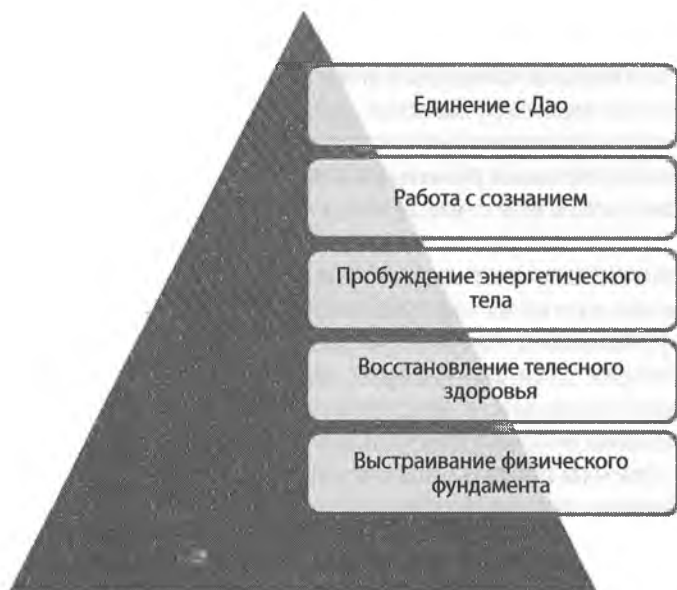 Единение с Дао
Работа с сознанием
Пробуждение энергетического
тела
Восстановление телесного
здоровья
Выстраивание физического
фундамента